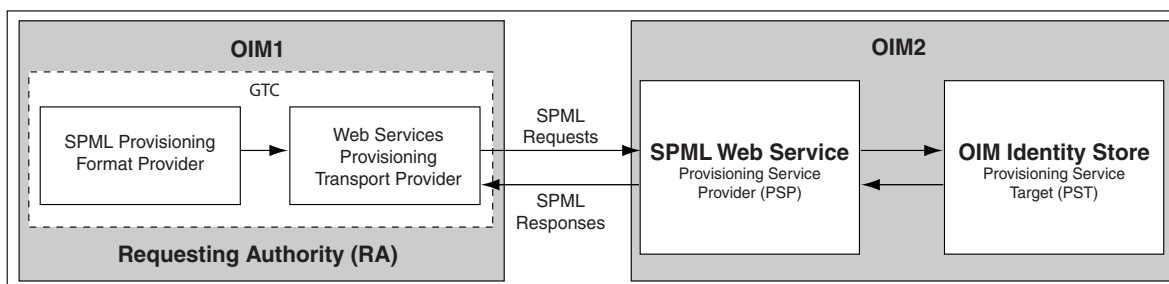 OIM1
GTC
SPML Provisioning
Format Provider
Web Services
Provisioning
Transport Provider
Requesting Authority (RA)
SPML
Requests
SPML
Responses
OIM2
SPML Web Service
Provisioning Service
Provider (PSP)
OIM Identity Store
Provisioning Service
Target (PST)